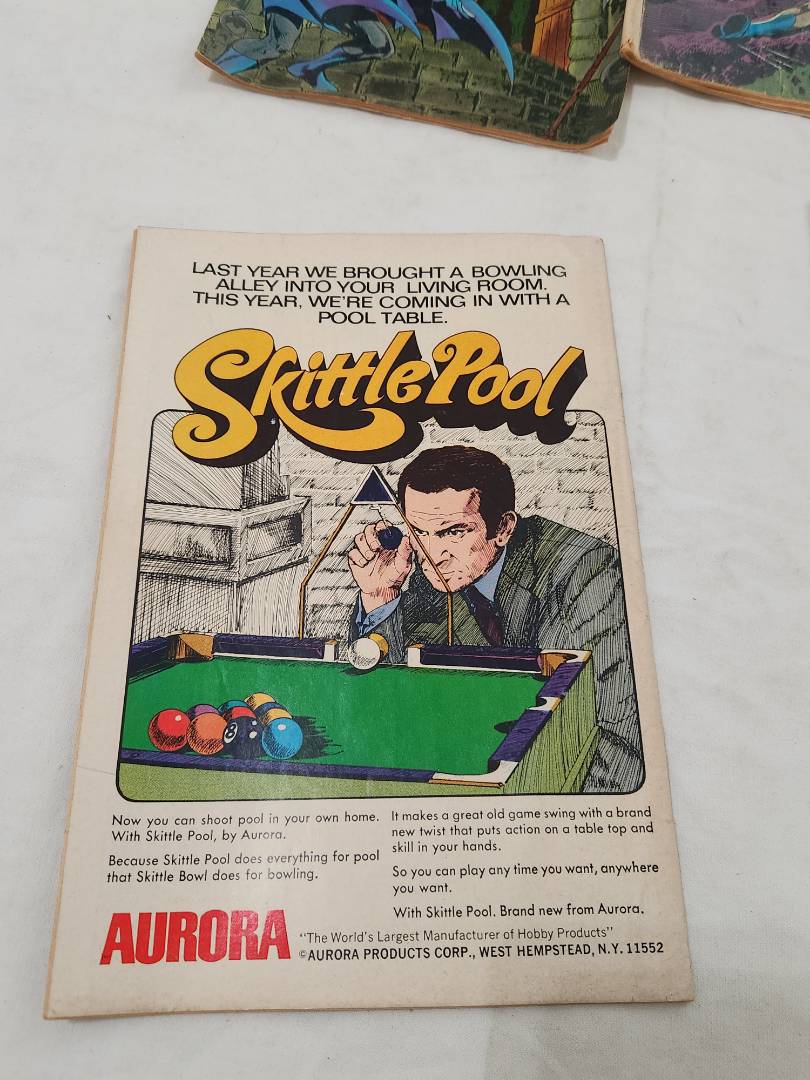 LAST YEAR WE BROUGHT A BOWLING
ALLEY INTO YOUR LIVING ROOM.
THIS YEAR, WE'RE COMING IN WITH A
POOL TABLE.
Skittle Pool
8
Now you can shoot pool in your own home.
With Skittle Pool, by Aurora.
Because Skittle Pool does everything for pool
that Skittle Bowl does for bowling.
It makes a great old game swing with a brand
new twist that puts action on a table top and
skill in your hands.
So you can play any time you want, anywhere
you want.
With Skittle Pool. Brand new from Aurora.
AURORA
"The World's Largest Manufacturer of Hobby Products"
©AURORA PRODUCTS CORP., WEST HEMPSTEAD, N.Y. 11552